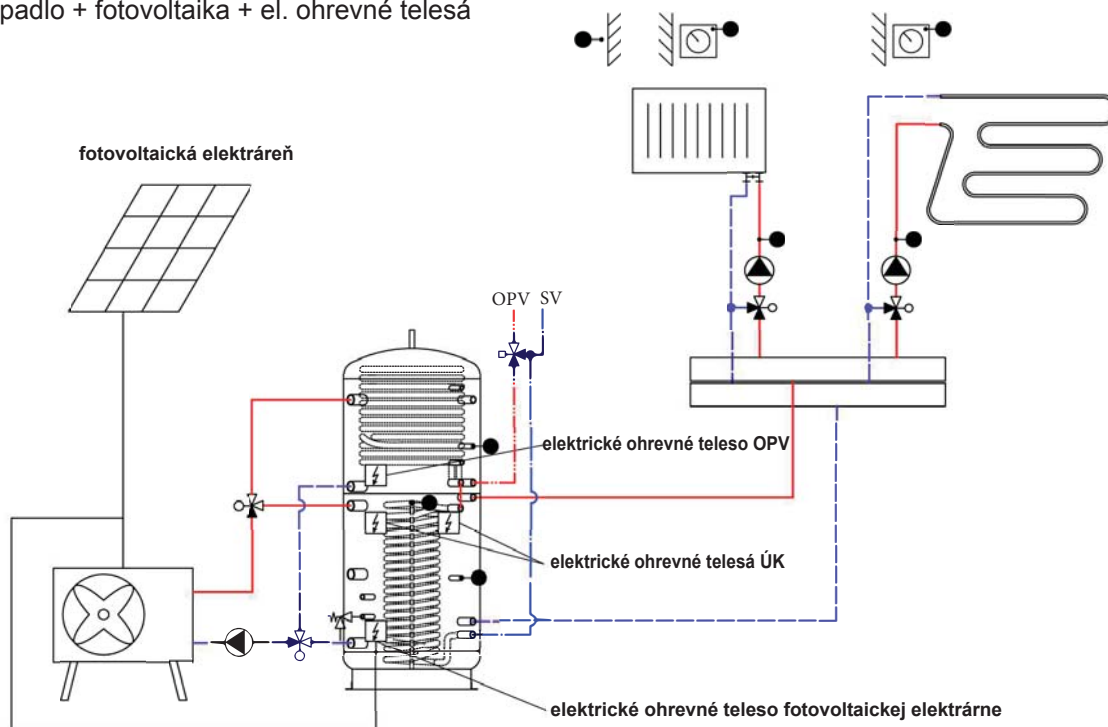 padlo + fotovoltaika + el. ohrevné telesá
fotovoltaická elektráreň
OPV SV
elektrické ohrevné teleso OPV
elektrické ohrevné telesá ÚK
elektrické ohrevné teleso fotovoltaickej elektrárne